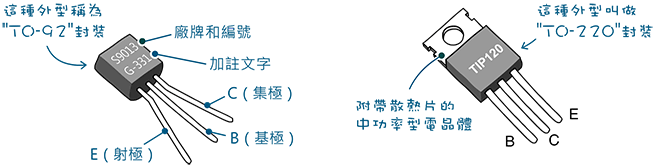 這種外型稱為
"TO-92"封裝
S9013
G-331
廠牌和編號
加註文字
C（集極）
B（基極）
E（射極）
這種外型叫做
"TO-220"封裝
TIP120
附帶散熱片的
中功率型電晶體
E
C
B